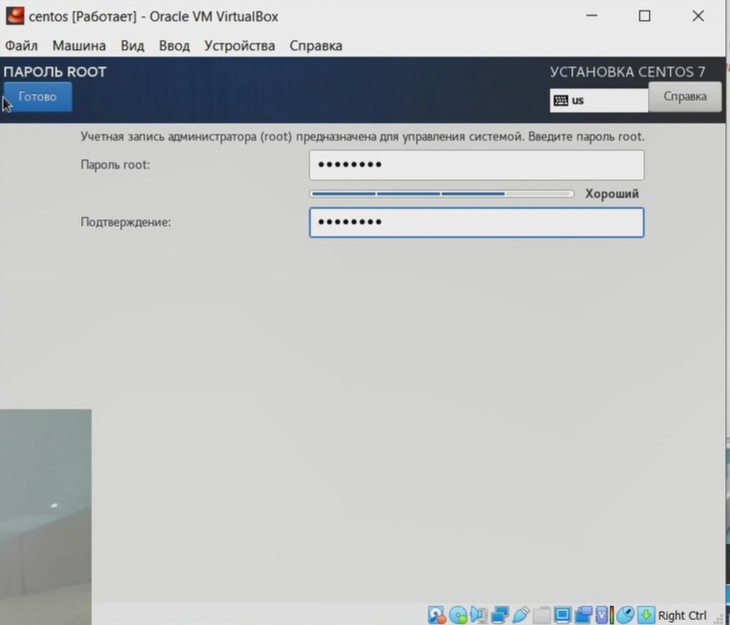 centos [Работает] - Oracle VM VirtualBox
Файл Машина Вид Ввод Устройства Справка
ПАРОЛЬ ROOT
УСТАНОВКА CENTOS 7
Готово
us
Справка
Учетная запись администратора (root) предназначена для управления системой. Введите пароль root.
Пароль root: ••••••••
Хороший
Подтверждение: ••••••••
Right Ctrl